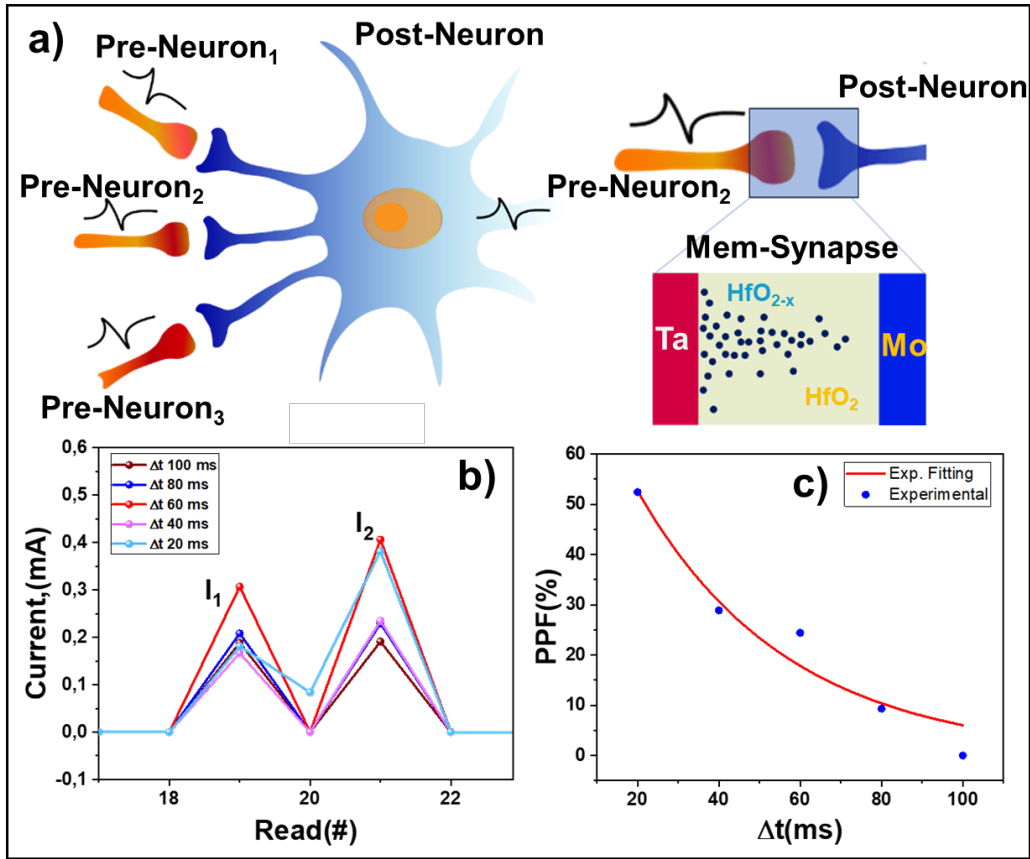 a)
Pre-Neuron₁
Post-Neuron
Pre-Neuron₂
Pre-Neuron₃
Post-Neuron
Pre-Neuron₂
Mem-Synapse
HfO₂₋ₓ
Ta
Mo
HfO₂
b)
0,6
0,5
0,4
0,3
0,2
0,1
0,0
-0,1
Current,(mA)
Δt 100 ms
Δt 80 ms
Δt 60 ms
Δt 40 ms
Δt 20 ms
I₁
I₂
18 20 22
Read(#)
c)
60
50
40
30
20
10
0
PPF(%)
Exp. Fitting
Experimental
20 40 60 80 100
Δt(ms)